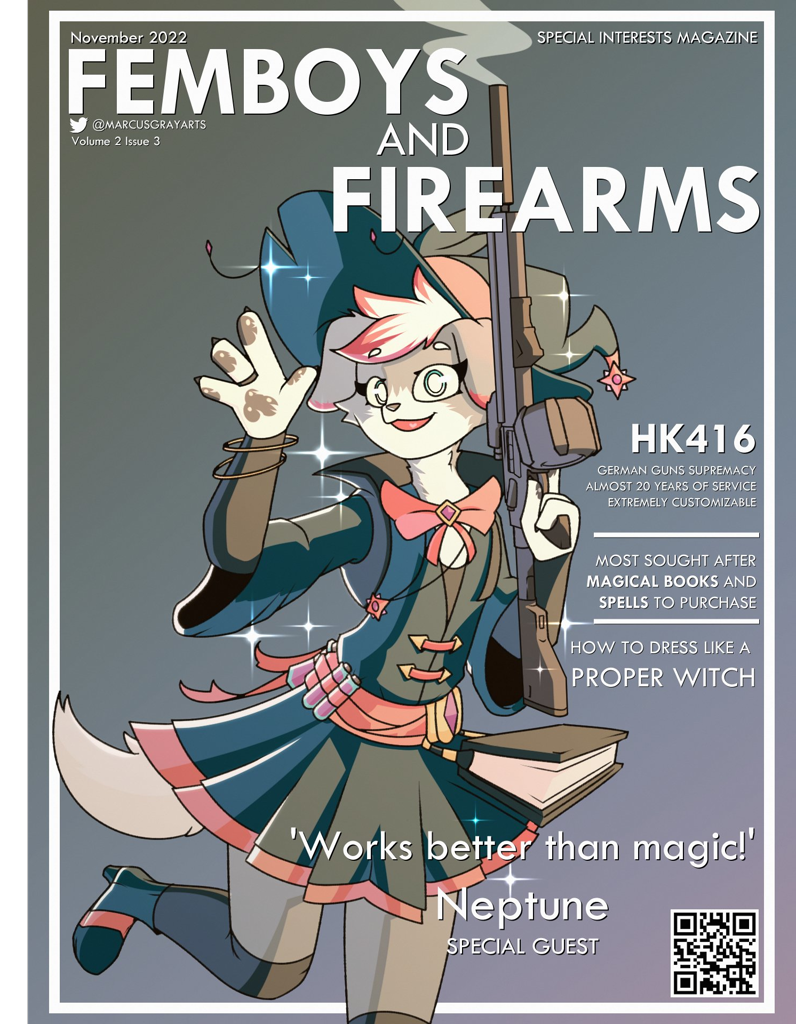 November 2022
SPECIAL INTERESTS MAGAZINE
FEMBOYS
@MARCUSGRAYARTS
Volume 2 Issue 3
AND
FIREARMS
HK416
GERMAN GUNS SUPREMACY
ALMOST 20 YEARS OF SERVICE
EXTREMELY CUSTOMIZABLE
MOST SOUGHT AFTER
MAGICAL BOOKS AND
SPELLS TO PURCHASE
HOW TO DRESS LIKE A
PROPER WITCH
'Works better than magic!'
Neptune
SPECIAL GUEST